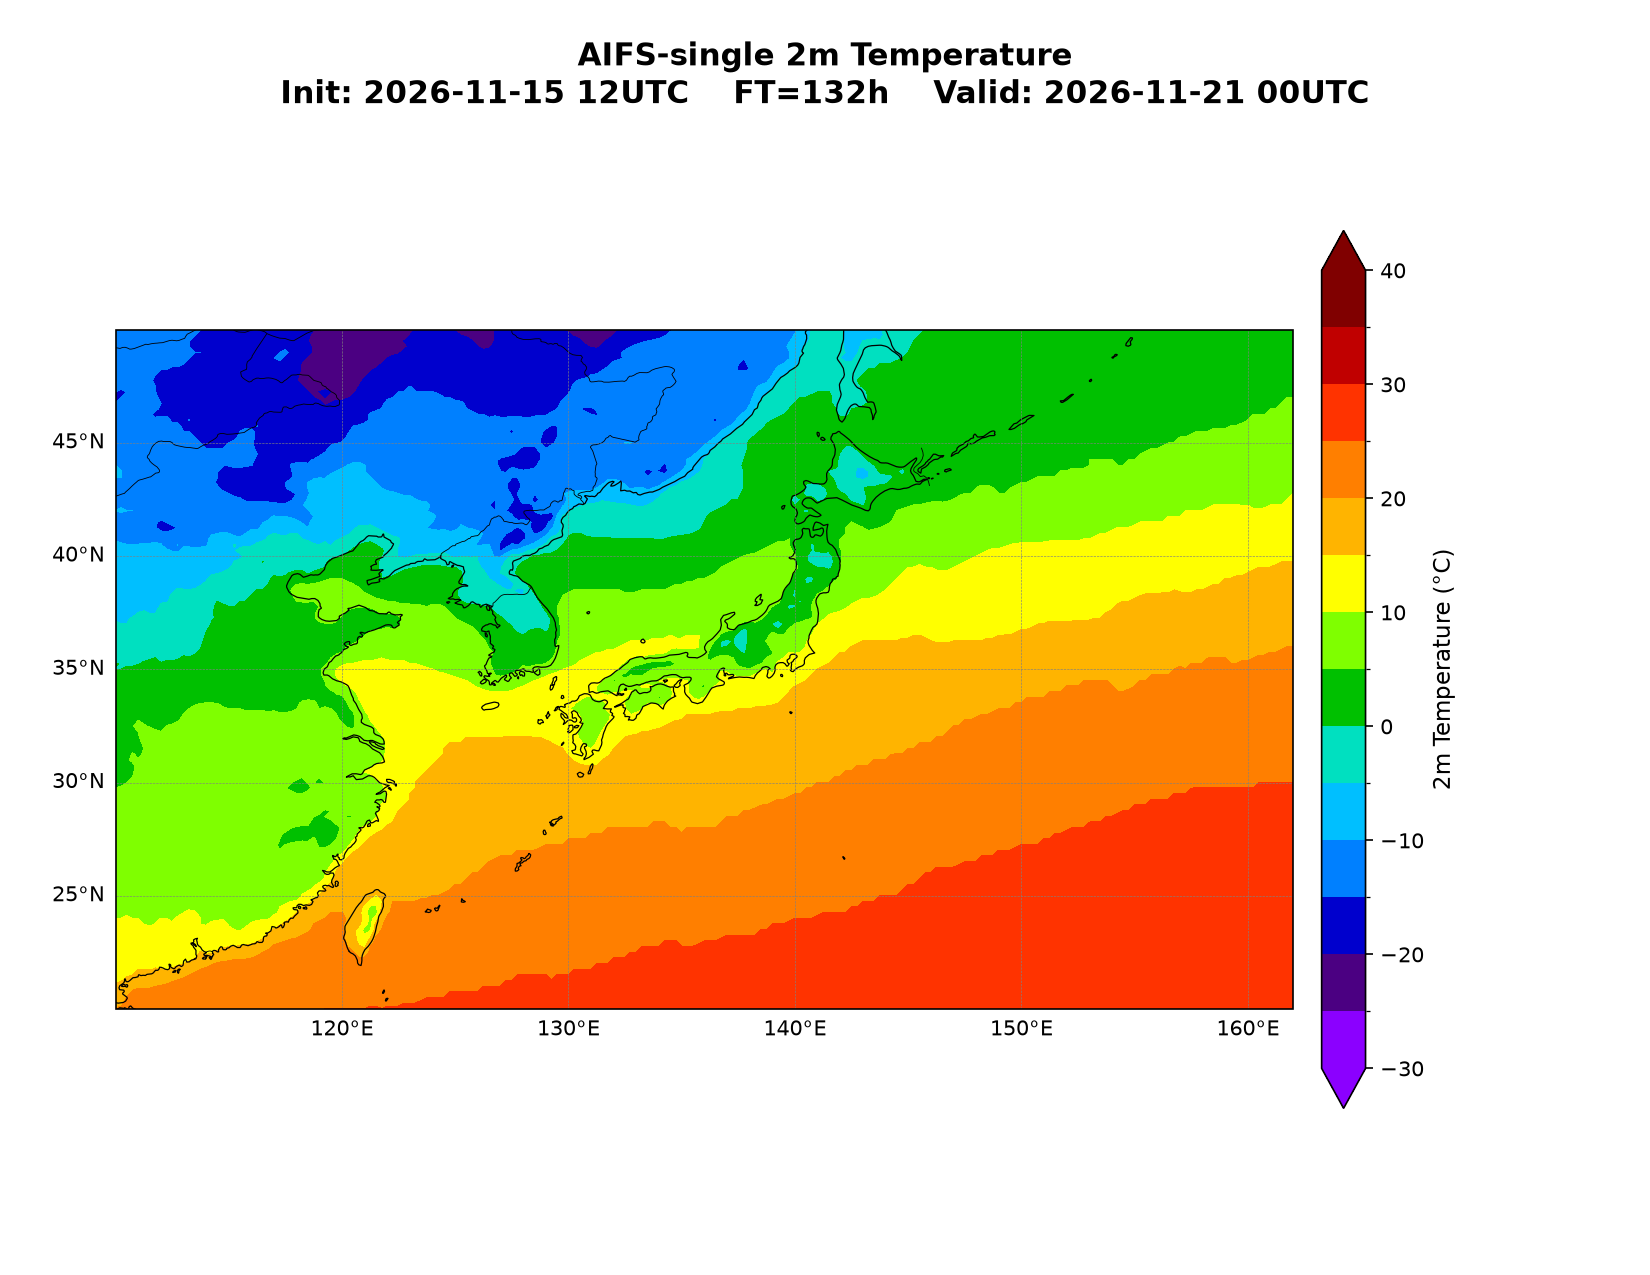 AIFS-single 2m Temperature
Init: 2026-11-15 12UTC    FT=132h    Valid: 2026-11-21 00UTC
45°N
40°N
35°N
30°N
25°N
120°E
130°E
140°E
150°E
160°E
40
30
20
10
0
−10
−20
−30
2m Temperature (°C)